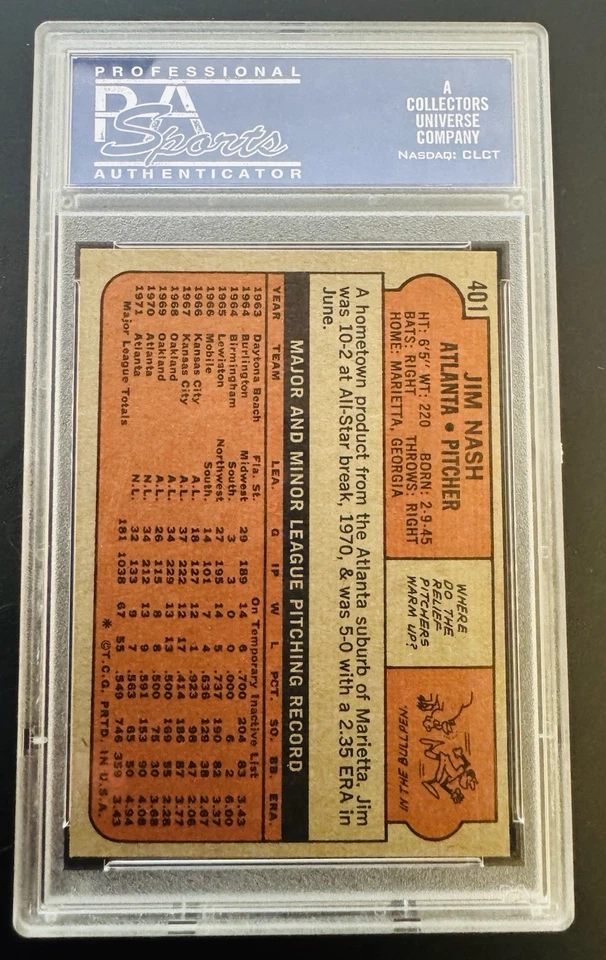 PROFESSIONAL
PSA
Sports
AUTHENTICATOR
A
COLLECTORS
UNIVERSE
COMPANY
NASDAQ: CLCT
401
JIM NASH
ATLANTA • PITCHER
HT: 6'5" WT: 220 BORN: 2-9-45
BATS: RIGHT THROWS: RIGHT
HOME: MARIETTA, GEORGIA
WHERE
DO THE
RELIEF
PITCHERS
WARM UP?
IN THE BULLPEN.
A hometown product from the Atlanta suburb of Marietta, Jim
was 10-2 at All-Star break, 1970, & was 5-0 with a 2.35 ERA in
June.
MAJOR AND MINOR LEAGUE PITCHING RECORD
YEAR TEAM LEA. G IP W L PCT. SO. BB. ERA.
1963 Daytona Beach Fla. St. On Temporary Inactive List
1964 Burlington Midwest 29 189 14 6 .700 204 83 3.43
1964 Birmingham South. 3 3 0 0 .000 6 2 6.00
1965 Lewiston Northwest 27 195 14 5 .737 190 82 3.37
1966 Mobile South. 14 101 7 4 .636 129 38 2.67
1966 Kansas City A.L. 18 127 12 1 .923 98 47 2.06
1967 Kansas City A.L. 37 222 12 17 .414 186 87 3.77
1968 Oakland A.L. 34 229 13 13 .500 169 55 2.28
1969 Oakland A.L. 26 115 8 8 .500 75 30 3.68
1970 Atlanta N.L. 34 212 13 9 .591 153 90 4.08
1971 Atlanta N.L. 32 133 9 7 .563 65 50 4.94
Major League Totals 181 1038 67 55 .549 746 359 3.43
* ©T.C.G. PRTD. IN U.S.A.